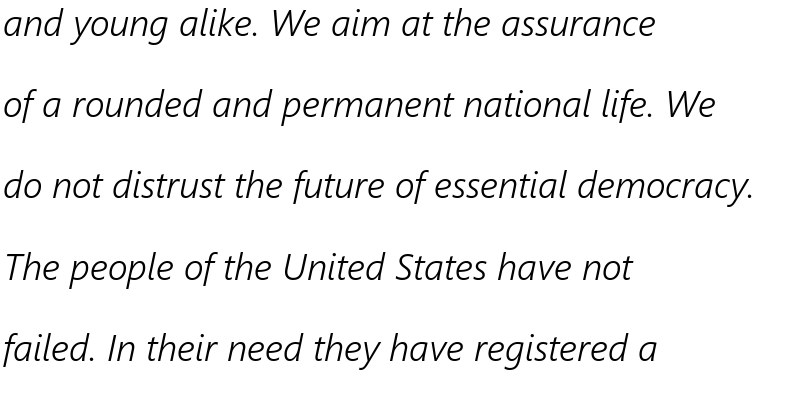 and young alike. We aim at the assurance
of a rounded and permanent national life. We
do not distrust the future of essential democracy.
The people of the United States have not
failed. In their need they have registered a